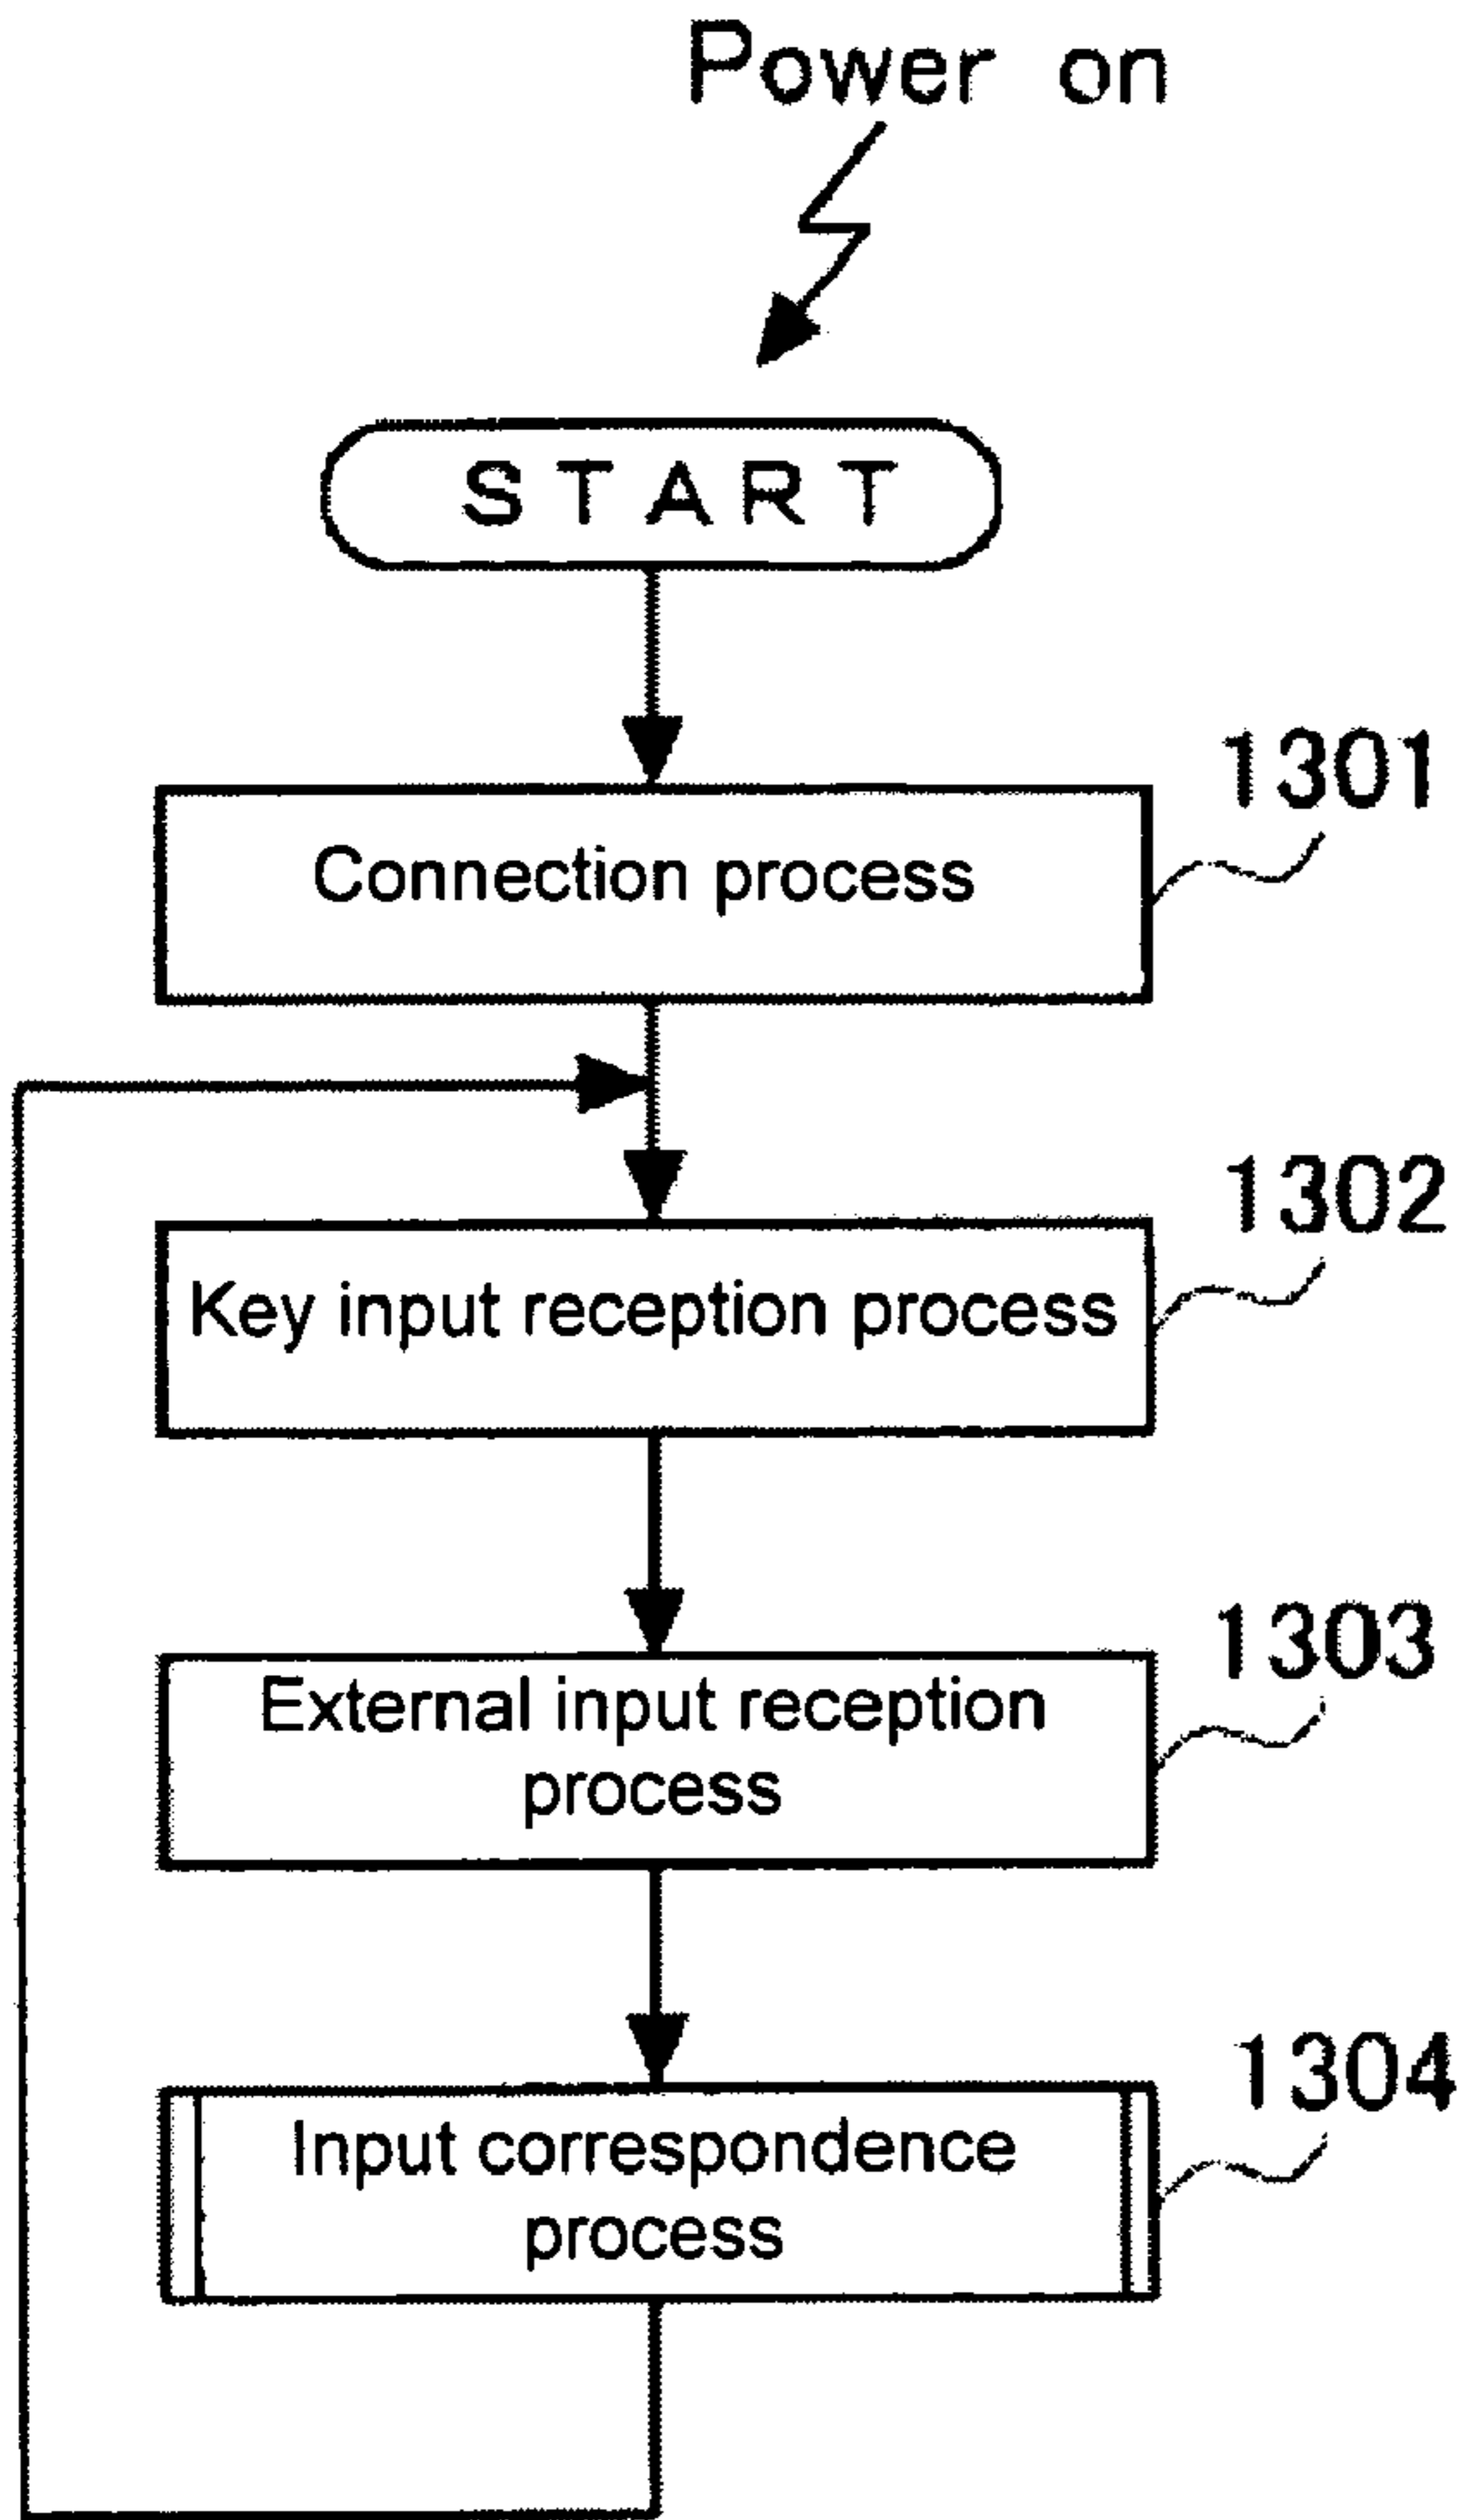 Power on
START
1301
Connection process
1302
Key input reception process
1303
External input reception
process
1304
Input correspondence
process